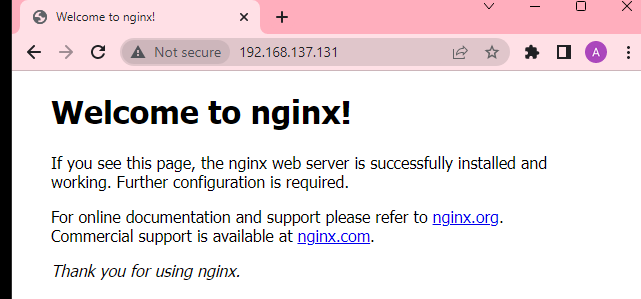 Welcome to nginx!
Not secure 192.168.137.131
A
Welcome to nginx!
If you see this page, the nginx web server is successfully installed and
working. Further configuration is required.
For online documentation and support please refer to nginx.org.
Commercial support is available at nginx.com.
Thank you for using nginx.